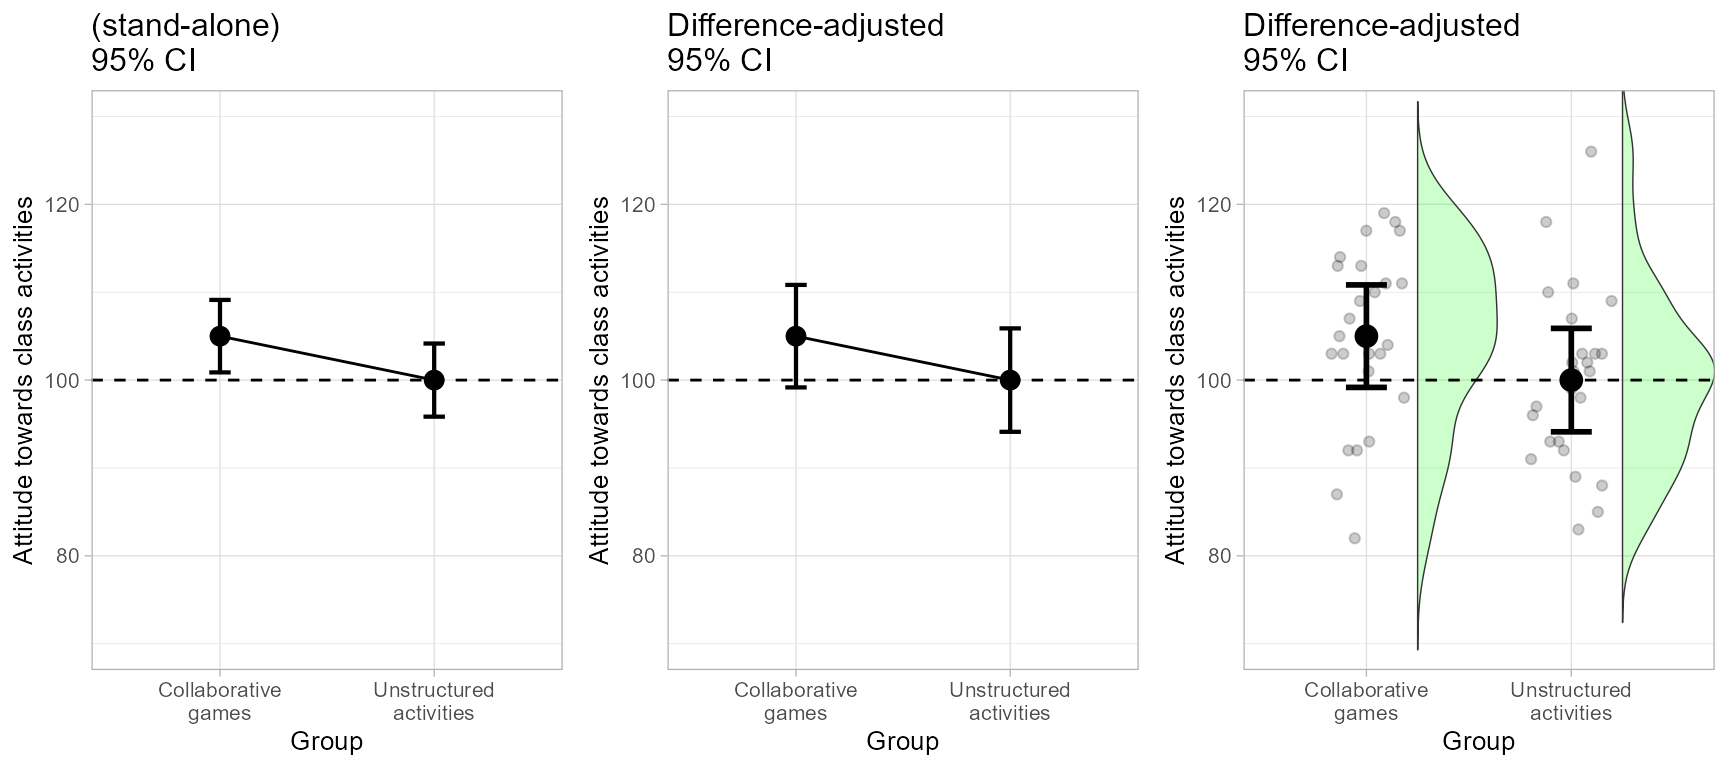 (stand-alone)
95% CI
Attitude towards class activities
120
100
80
Collaborative
games
Unstructured
activities
Group
Difference-adjusted
95% CI
Attitude towards class activities
120
100
80
Collaborative
games
Unstructured
activities
Group
Difference-adjusted
95% CI
Attitude towards class activities
120
100
80
Collaborative
games
Unstructured
activities
Group